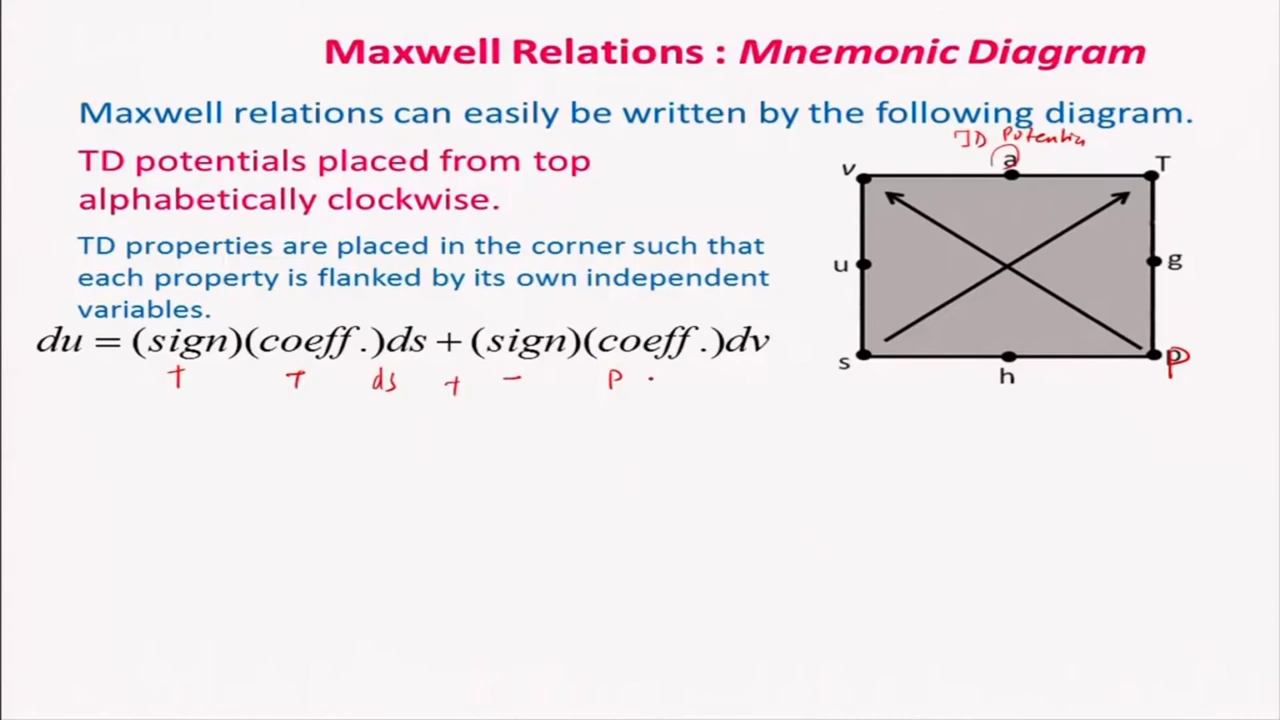 Maxwell Relations : Mnemonic Diagram
Maxwell relations can easily be written by the following diagram.
TD potentials placed from top
alphabetically clockwise.
TD properties are placed in the corner such that
each property is flanked by its own independent
variables.
du = (sign)(coeff.)ds + (sign)(coeff.)dv
+ T ds + - P .
TD Potential
v a T
u g
s h P